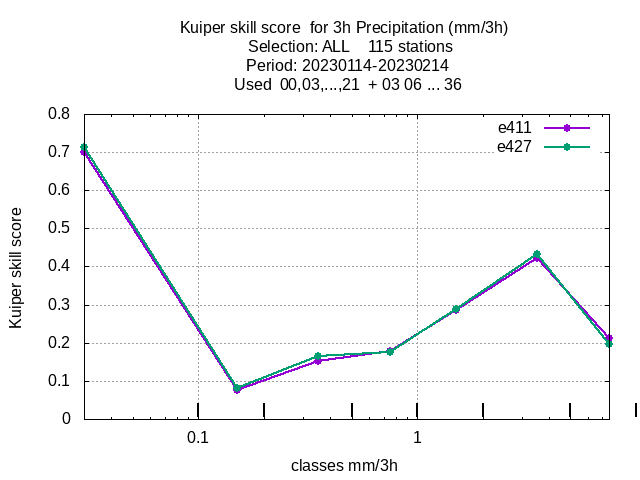 Kuiper skill score  for 3h Precipitation (mm/3h)
Selection: ALL    115 stations
Period: 20230114-20230214
Used  00,03,...,21  + 03 06 ... 36
e411
e427
0.8
0.7
0.6
0.5
0.4
0.3
0.2
0.1
0
Kuiper skill score
0.1
1
classes mm/3h